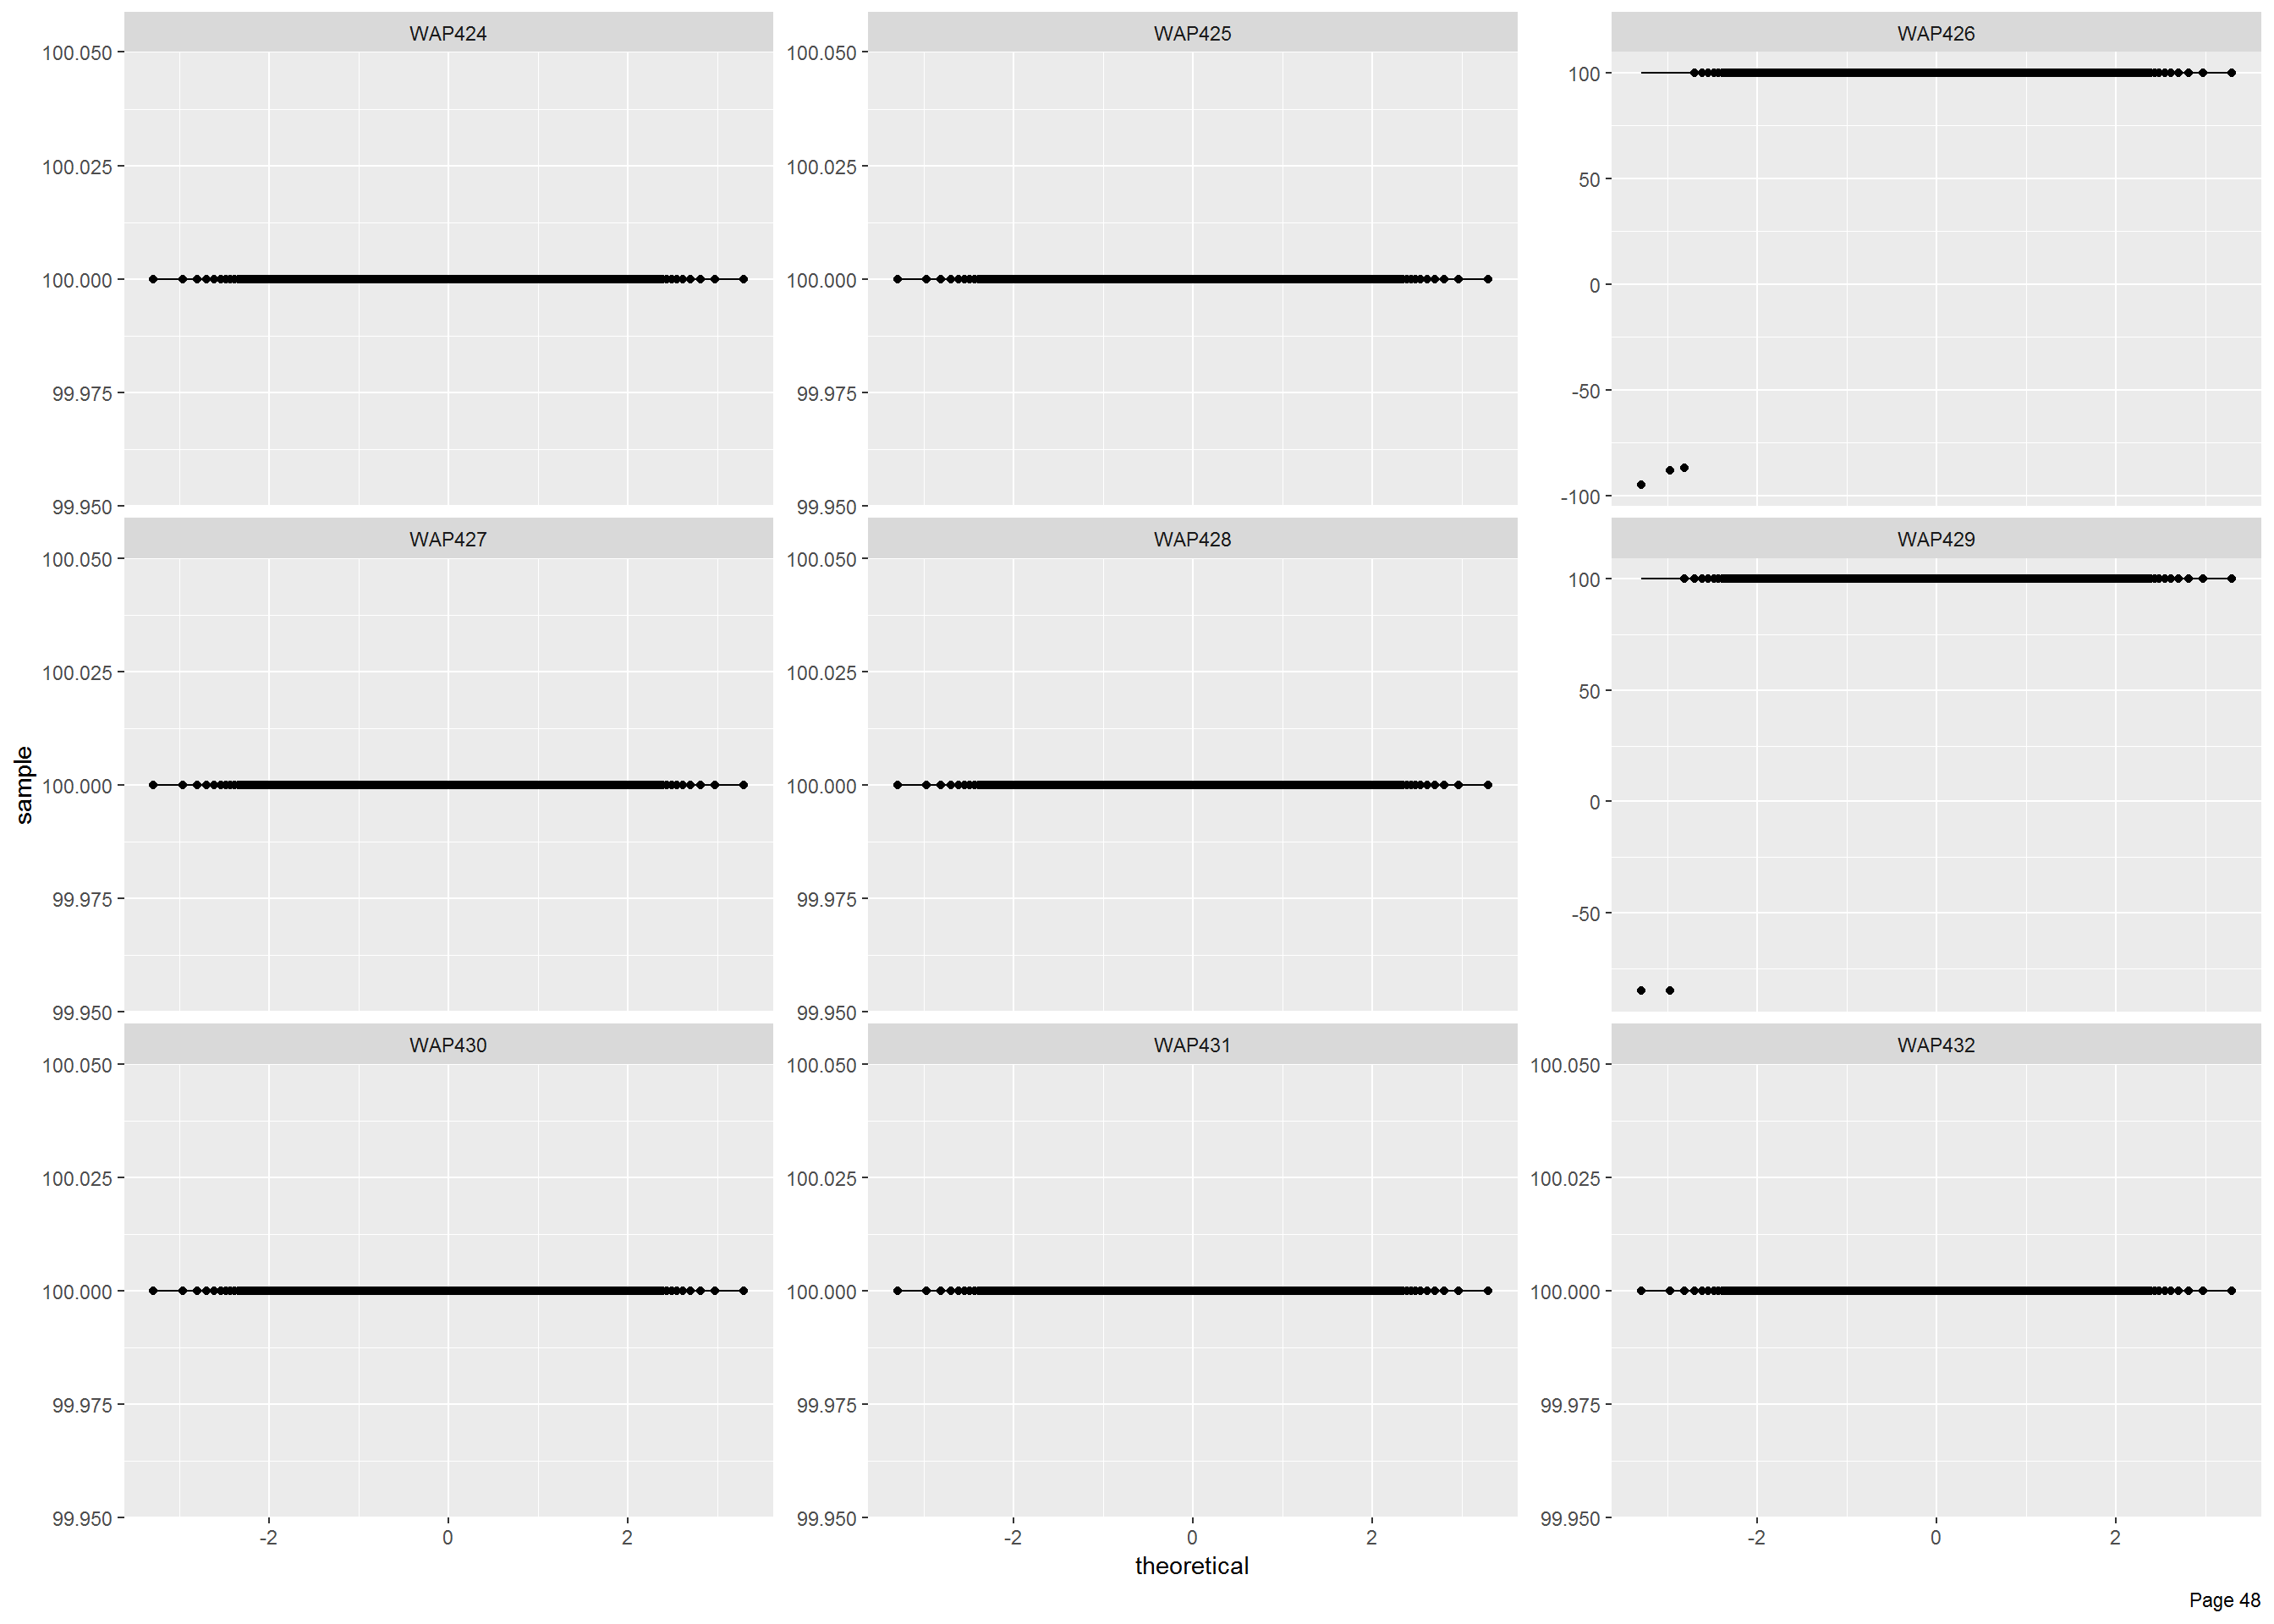 WAP424 WAP425 WAP426
100.050 100.050 100
100.025 100.025 50
100.000 100.000 0
99.975 99.975 -50
99.950 99.950 -100
WAP427 WAP428 WAP429
100.050 100.050 100
100.025 100.025 50
100.000 100.000 0
99.975 99.975 -50
99.950 99.950
sample
WAP430 WAP431 WAP432
100.050 100.050 100.050
100.025 100.025 100.025
100.000 100.000 100.000
99.975 99.975 99.975
99.950 99.950 99.950
-2 0 2 -2 0 2 -2 0 2
theoretical
Page 48